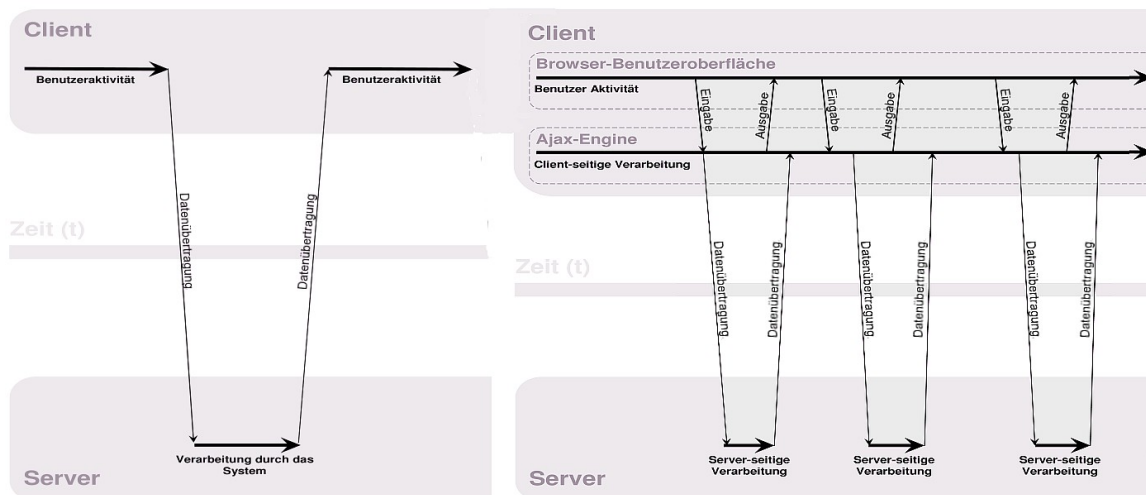 Client
Benutzeraktivität
Benutzeraktivität
Datenübertragung
Datenübertragung
Zeit (t)
Verarbeitung durch das
System
Server
Client
Browser-Benutzeroberfläche
Benutzer Aktivität
Eingabe
Ausgabe
Eingabe
Ausgabe
Eingabe
Ausgabe
Ajax-Engine
Client-seitige Verarbeitung
Datenübertragung
Datenübertragung
Datenübertragung
Datenübertragung
Datenübertragung
Datenübertragung
Zeit (t)
Server-seitige
Verarbeitung
Server-seitige
Verarbeitung
Server-seitige
Verarbeitung
Server